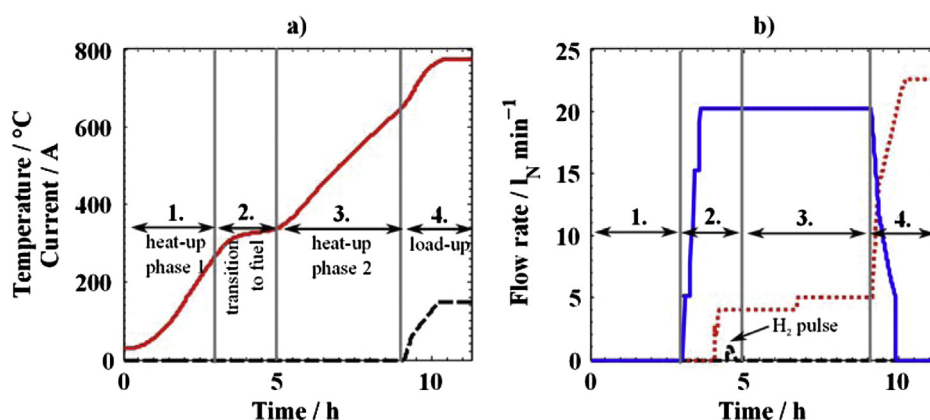 a)
800
600
400
200
0
Temperature / °C
Current / A
1.
2.
3.
4.
heat-up
phase 1
transition
to fuel
heat-up
phase 2
load-up
0
5
10
Time / h
b)
25
20
15
10
5
0
Flow rate / l_N min⁻¹
1.
2.
3.
4.
H₂ pulse
0
5
10
Time / h